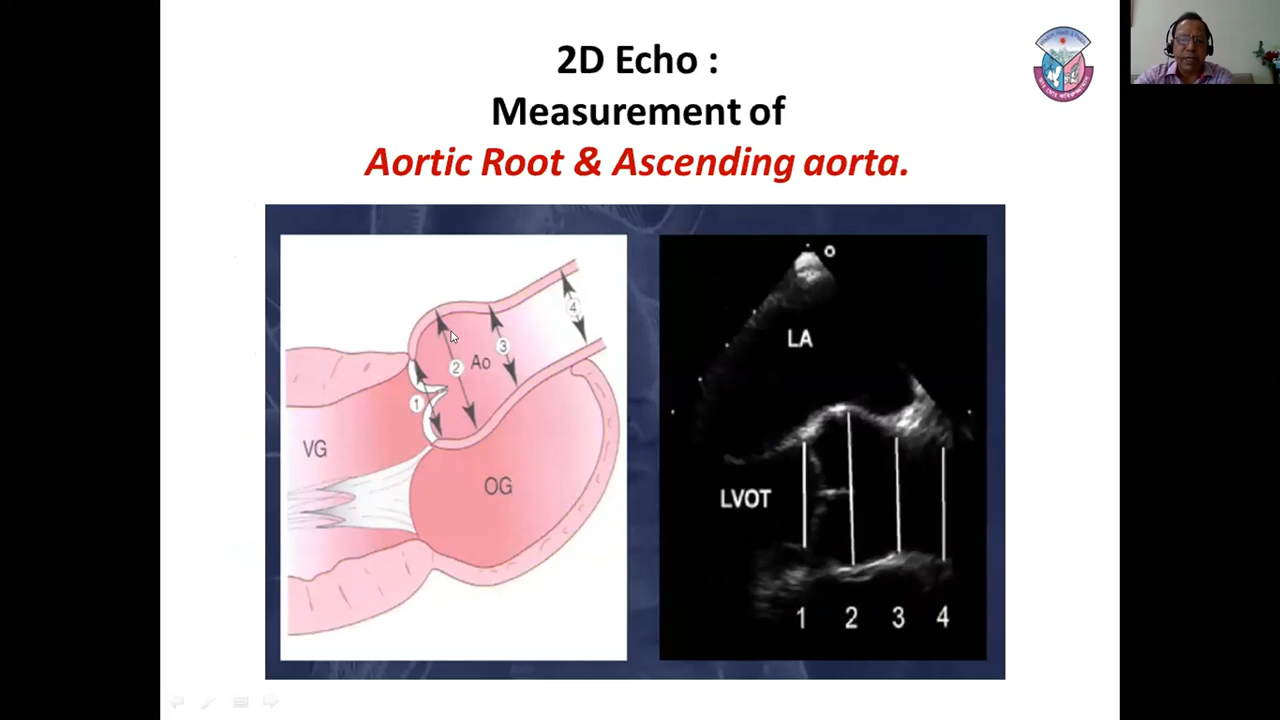 2D Echo :
Measurement of
Aortic Root & Ascending aorta.
4
3
2
Ao
1
VG
OG
LA
LVOT
1 2 3 4